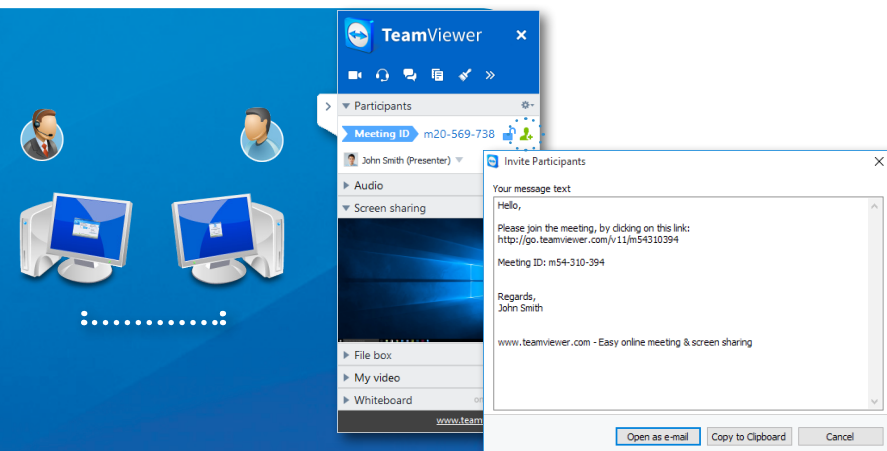 TeamViewer
Participants
Meeting ID m20-569-738
John Smith (Presenter)
Audio
Screen sharing
File box
My video
Whiteboard
www.team
Invite Participants
Your message text
Hello,
Please join the meeting, by clicking on this link:
http://go.teamviewer.com/v11/m54310394
Meeting ID: m54-310-394
Regards,
John Smith
www.teamviewer.com - Easy online meeting & screen sharing
Open as e-mail
Copy to Clipboard
Cancel